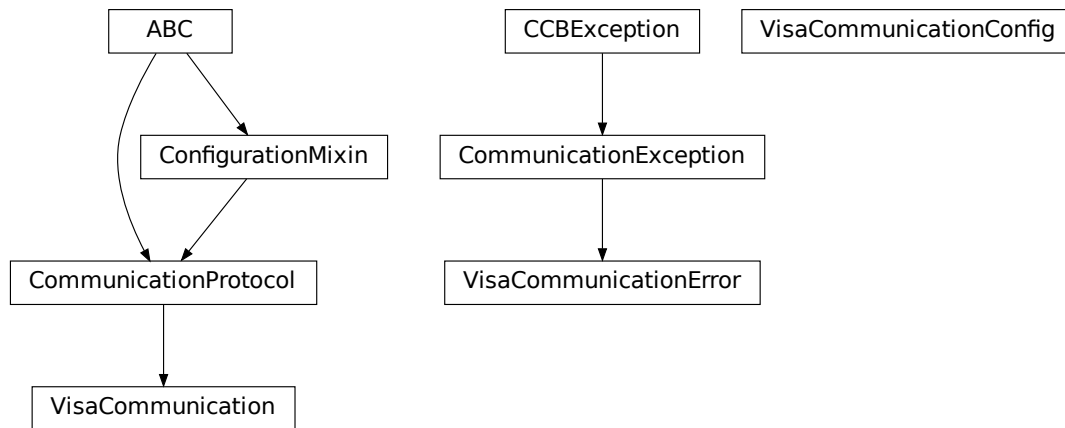 ABC
CCBException
VisaCommunicationConfig
ConfigurationMixin
CommunicationException
CommunicationProtocol
VisaCommunicationError
VisaCommunication